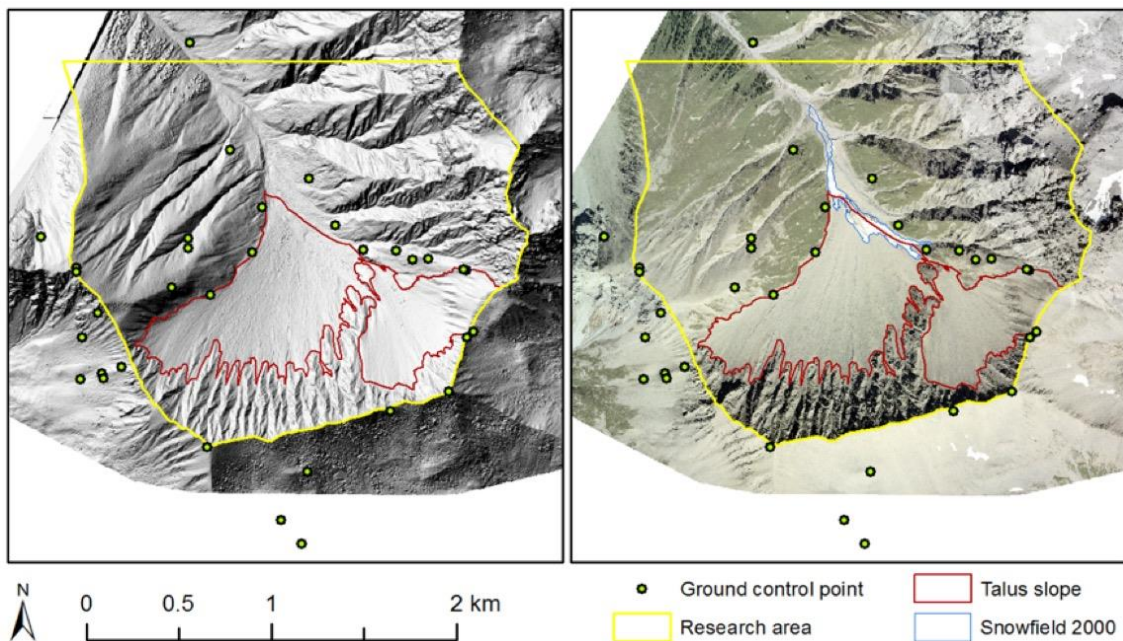 N
0 0.5 1 2 km
Ground control point
Research area
Talus slope
Snowfield 2000